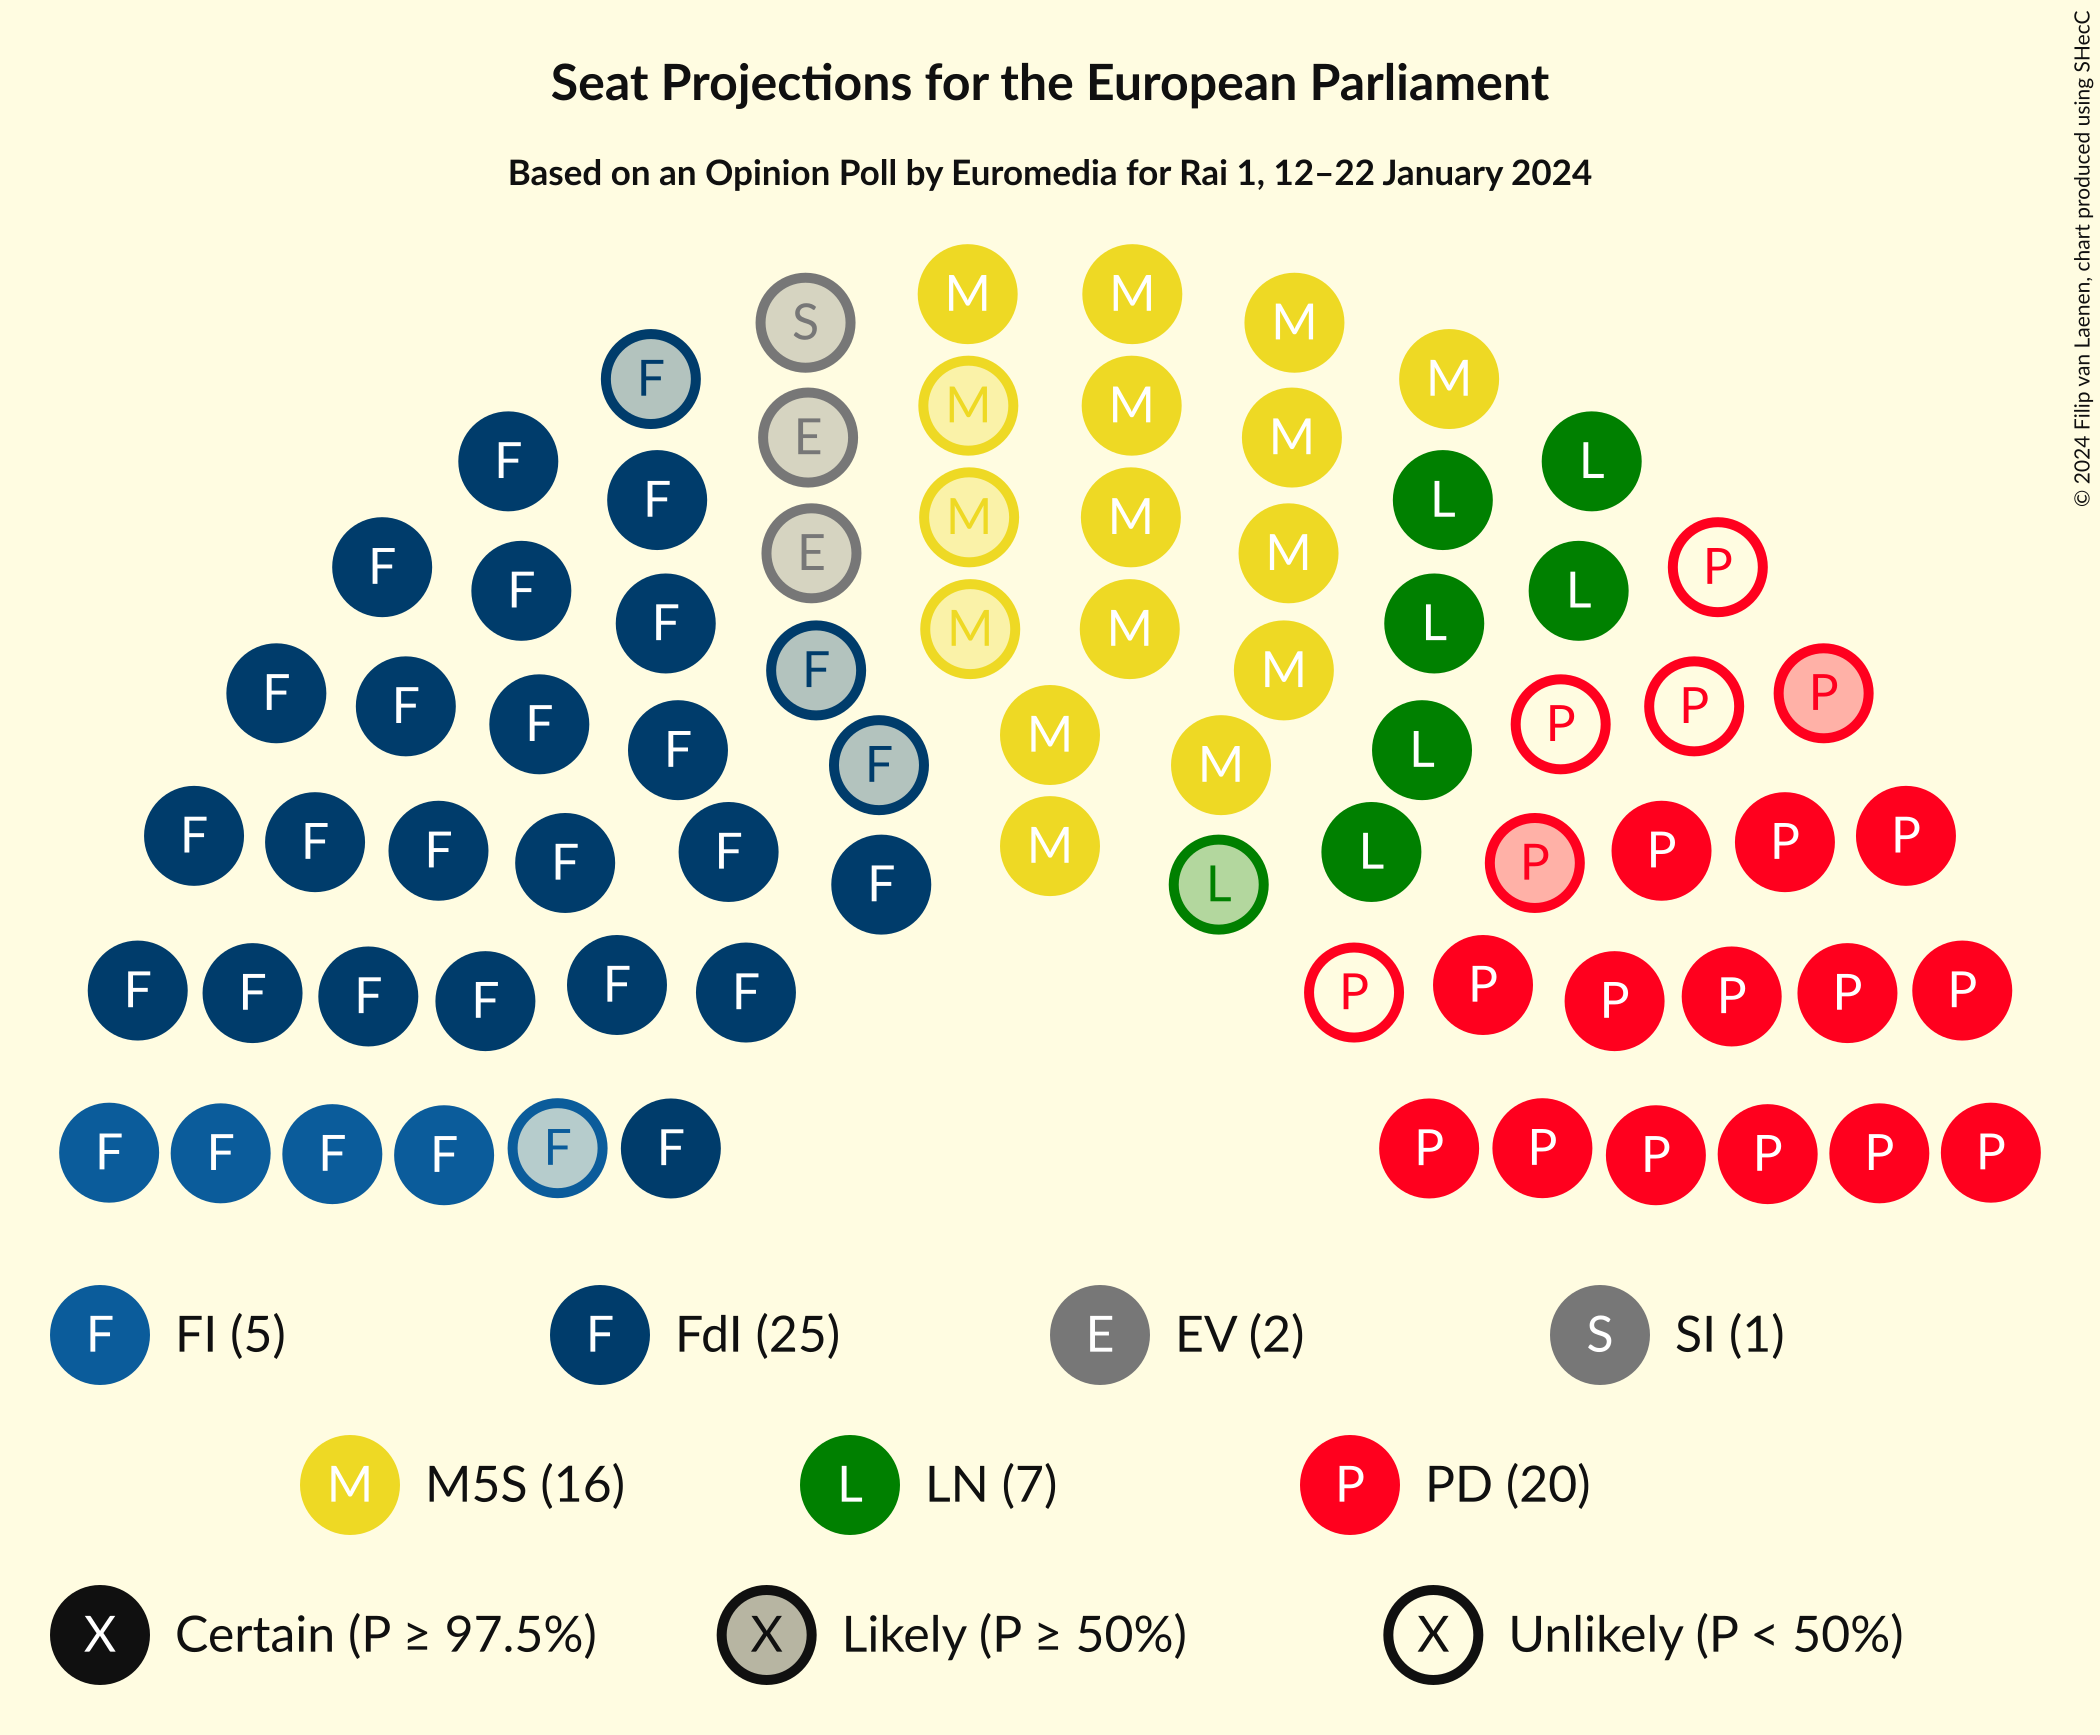 Seat Projections for the European Parliament
Based on an Opinion Poll by Euromedia for Rai 1, 12–22 January 2024
© 2024 Filip van Laenen, chart produced using SHecC
M M
S M
F M
M M
E M
F L
F L
M M
E M
F L
F L
F P
F L
M M
F M
F L
F P
F P
F P
F M F P
F L
F M L
F P
F P
F P
F M L
F P
F L
F P
F P
F P
F P
F F F F F F P P P P P P
F F F F F F P P P P P P
F FI (5) F FdI (25) E EV (2) S SI (1)
M M5S (16) L LN (7) P PD (20)
X Certain (P ≥ 97.5%) X Likely (P ≥ 50%) X Unlikely (P < 50%)